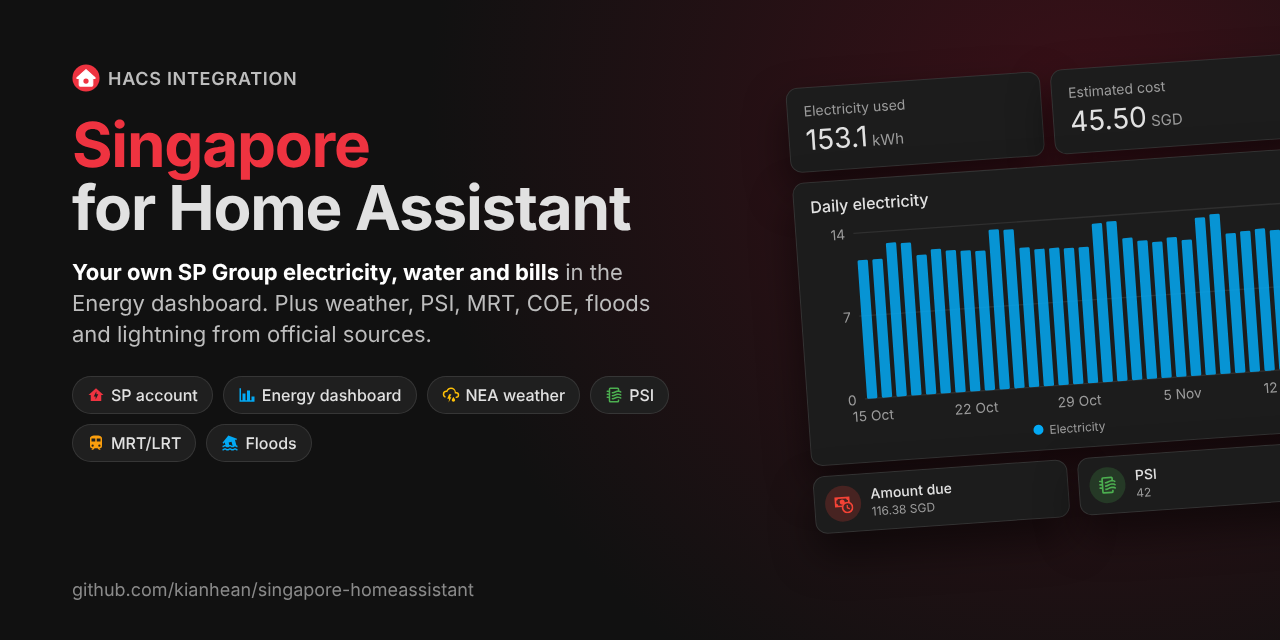 HACS INTEGRATION
Singapore
for Home Assistant
Your own SP Group electricity, water and bills in the
Energy dashboard. Plus weather, PSI, MRT, COE, floods
and lightning from official sources.
SP account
Energy dashboard
NEA weather
PSI
MRT/LRT
Floods
github.com/kianhean/singapore-homeassistant
Electricity used
153.1 kWh
Estimated cost
45.50 SGD
Daily electricity
14
7
0
15 Oct
22 Oct
29 Oct
5 Nov
12
Electricity
Amount due
116.38 SGD
PSI
42